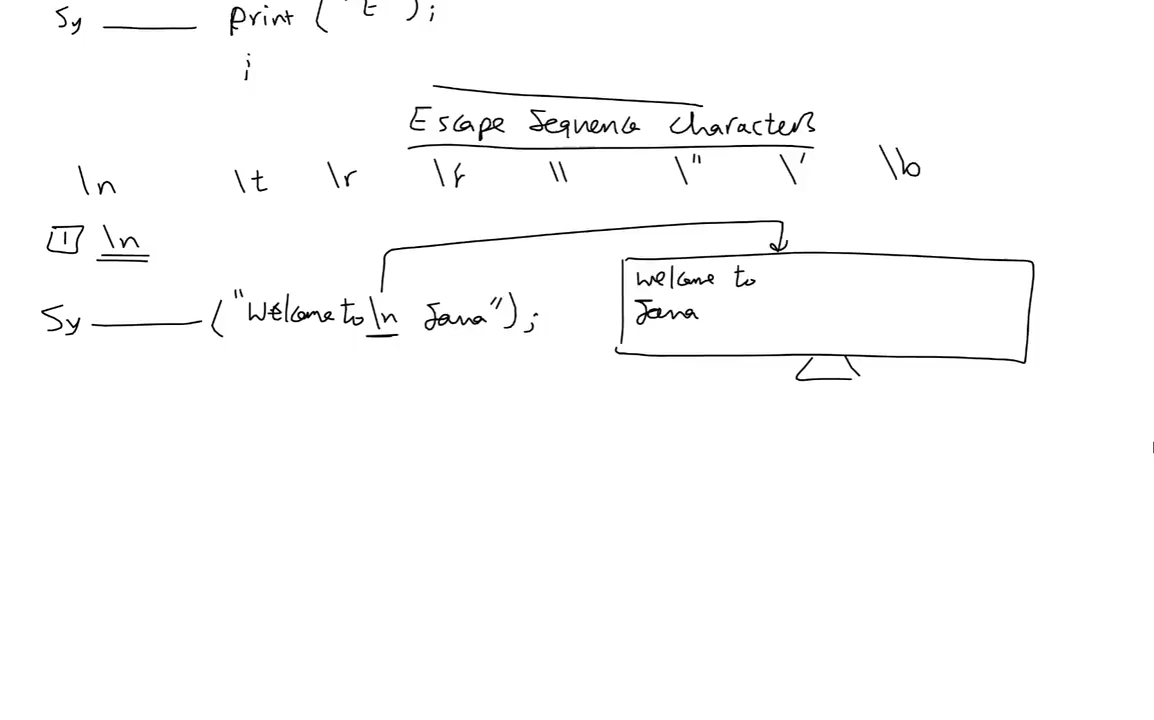 Sy print ("E");
;
Escape Sequence Characters
\n \t \r \f \\ \" \' \b
1 \n
Sy ("Welcome to \n Java");
Welcome to
Java